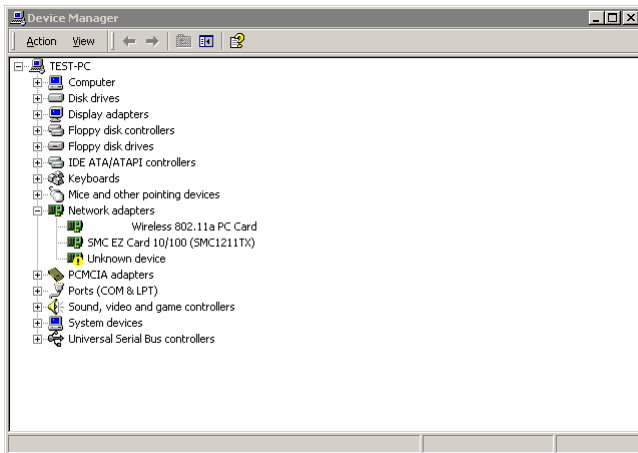 Device Manager
Action View
TEST-PC
Computer
Disk drives
Display adapters
Floppy disk controllers
Floppy disk drives
IDE ATA/ATAPI controllers
Keyboards
Mice and other pointing devices
Network adapters
Wireless 802.11a PC Card
SMC EZ Card 10/100 (SMC1211TX)
Unknown device
PCMCIA adapters
Ports (COM & LPT)
Sound, video and game controllers
System devices
Universal Serial Bus controllers